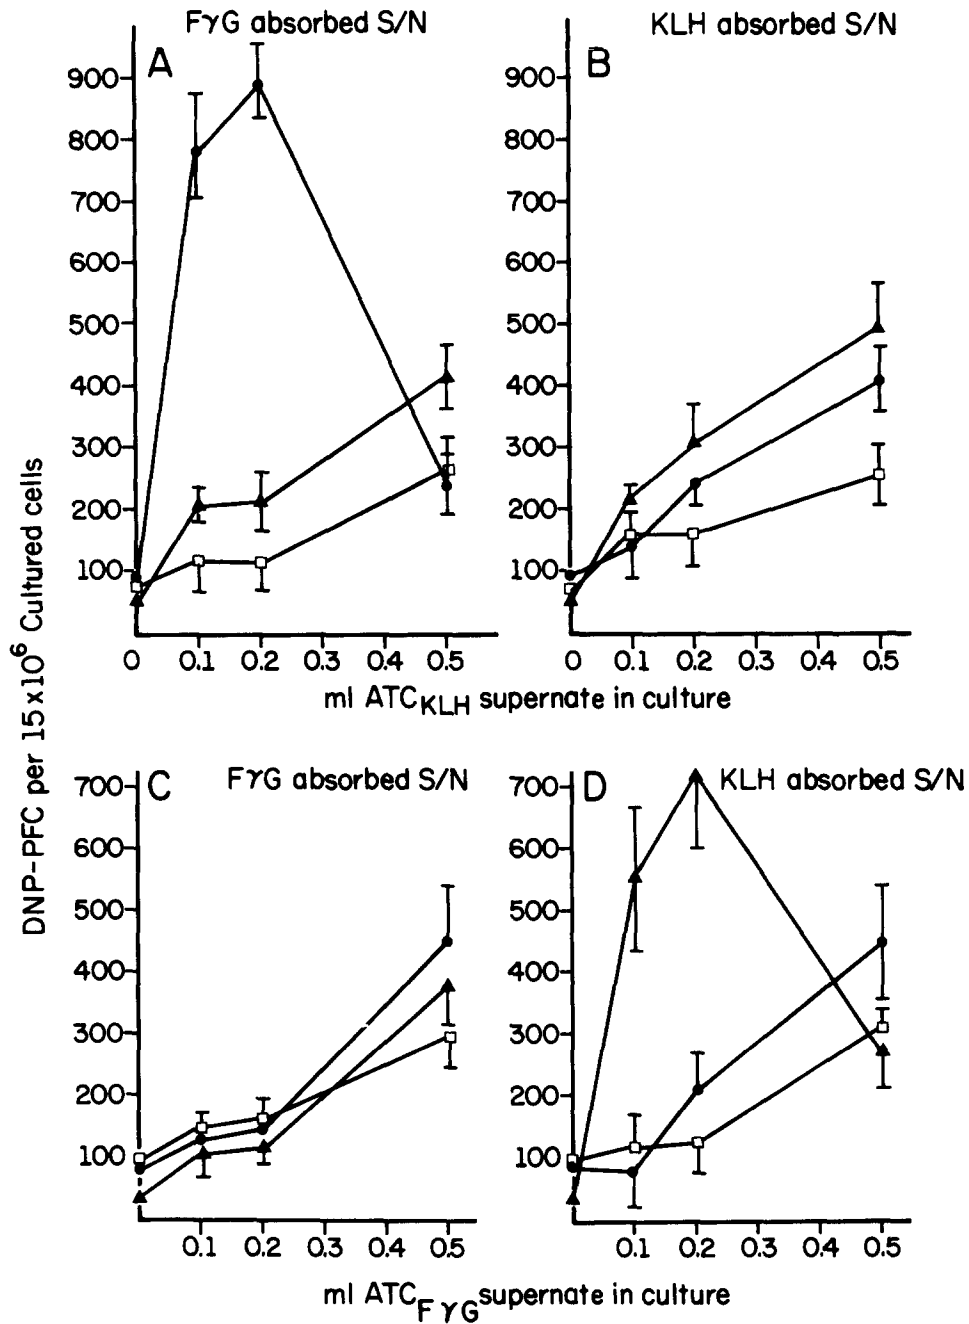 FγG absorbed S/N
KLH absorbed S/N
A
B
900
800
700
600
500
400
300
200
100
900
800
700
600
500
400
300
200
100
0 0.1 0.2 0.3 0.4 0.5
0 0.1 0.2 0.3 0.4 0.5
ml ATC KLH supernate in culture
DNP-PFC per 15x10⁶ Cultured cells
C
FγG absorbed S/N
D
KLH absorbed S/N
700
600
500
400
300
200
100
700
600
500
400
300
200
100
0.1 0.2 0.3 0.4 0.5
0.1 0.2 0.3 0.4 0.5
ml ATC FγG supernate in culture